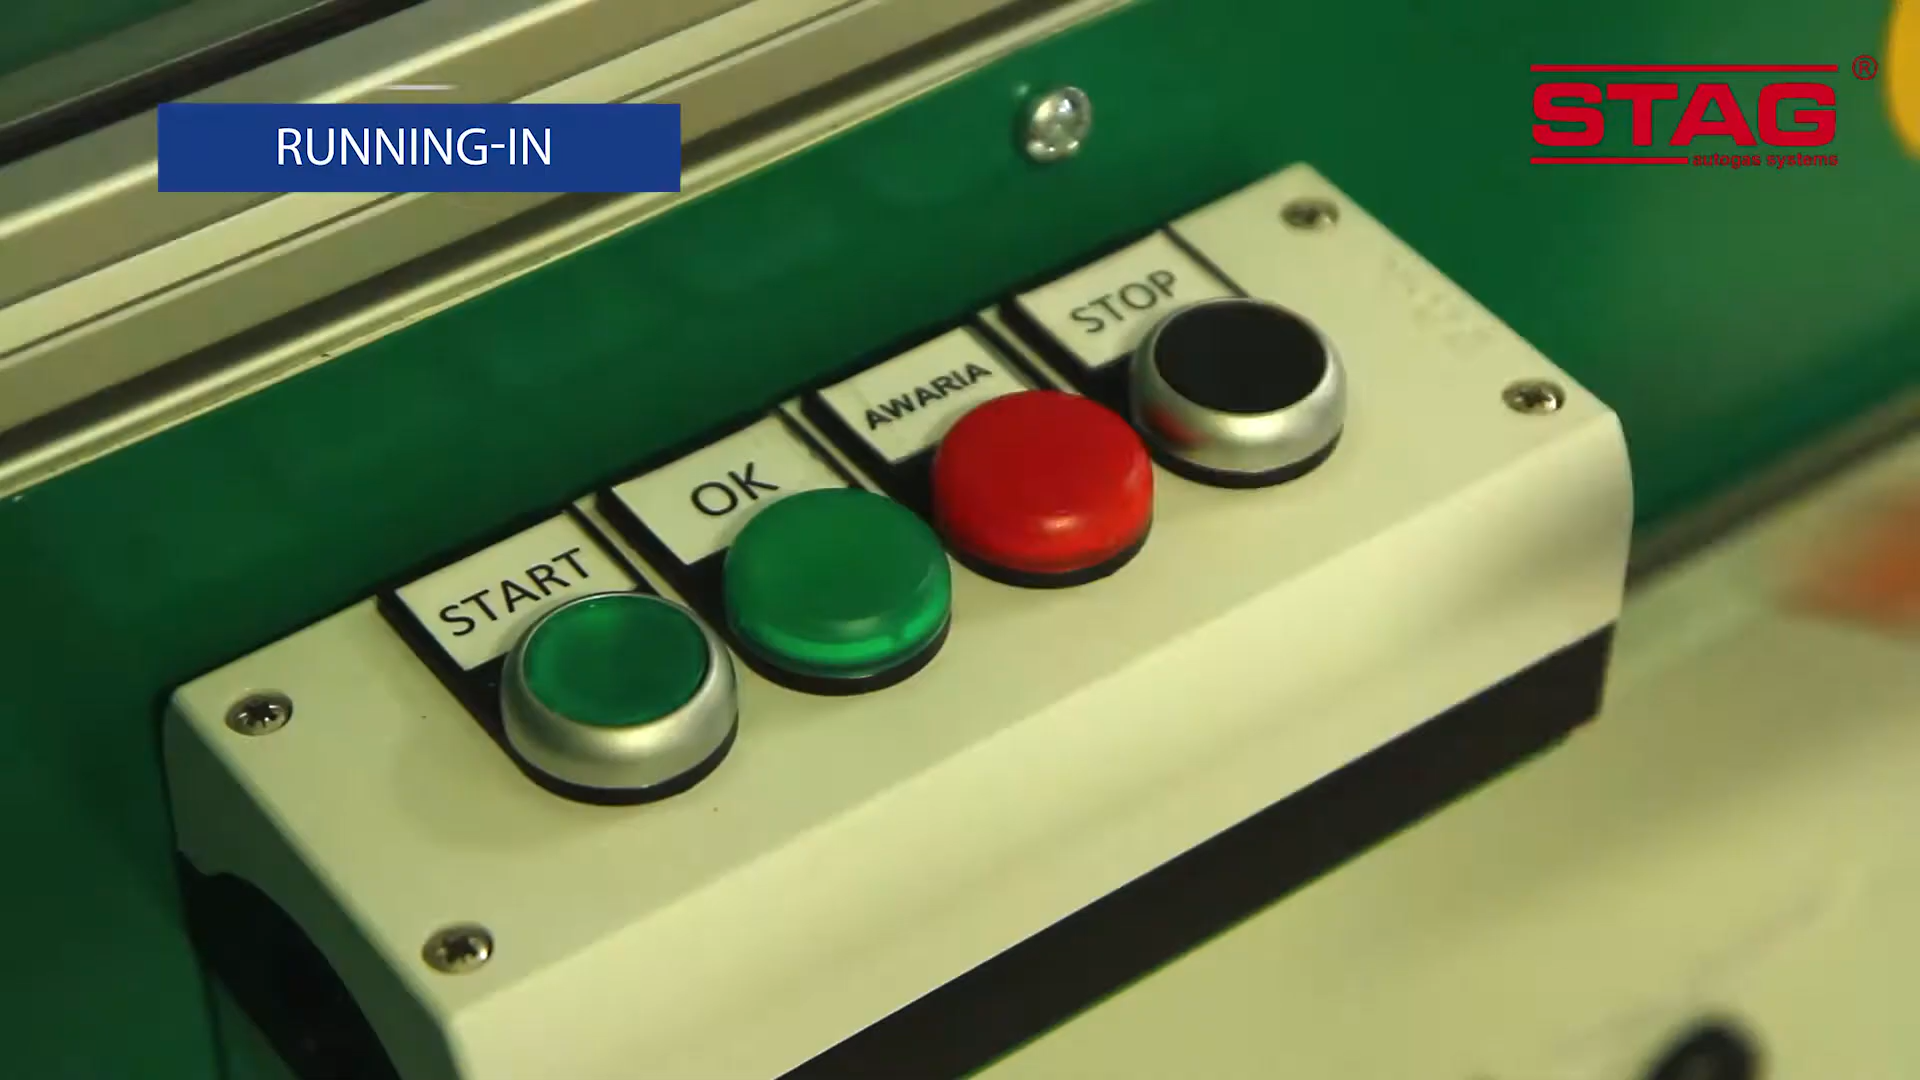 RUNNING-IN
STAG®
autogas systems
START
OK
AWARIA
STOP